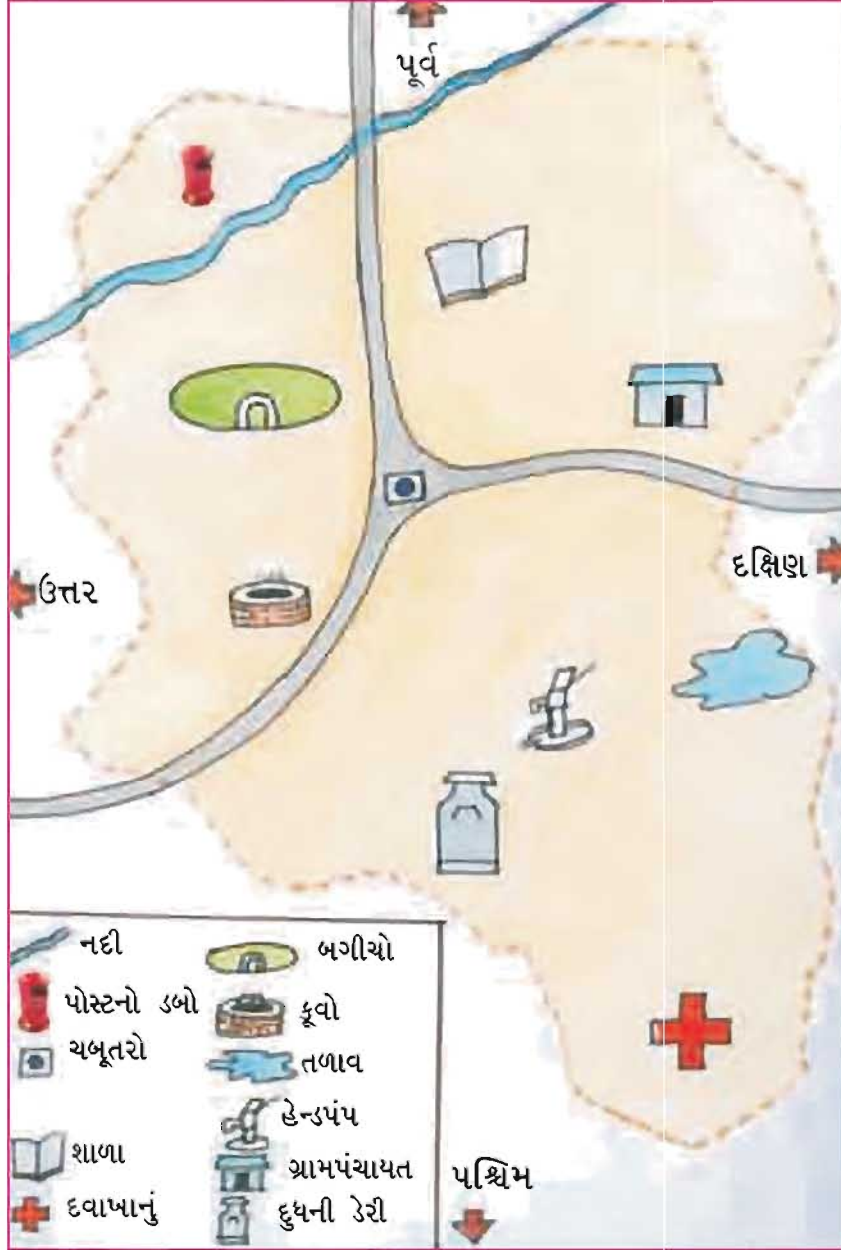 પૂર્વ
ઉત્તર
દક્ષિણ
નદી
બગીચો
પોસ્ટનો ડબો
કૂવો
ચબૂતરો
તળાવ
હેન્ડપંપ
શાળા
ગ્રામપંચાયત
પશ્ચિમ
દવાખાનું
દુધની ડેરી